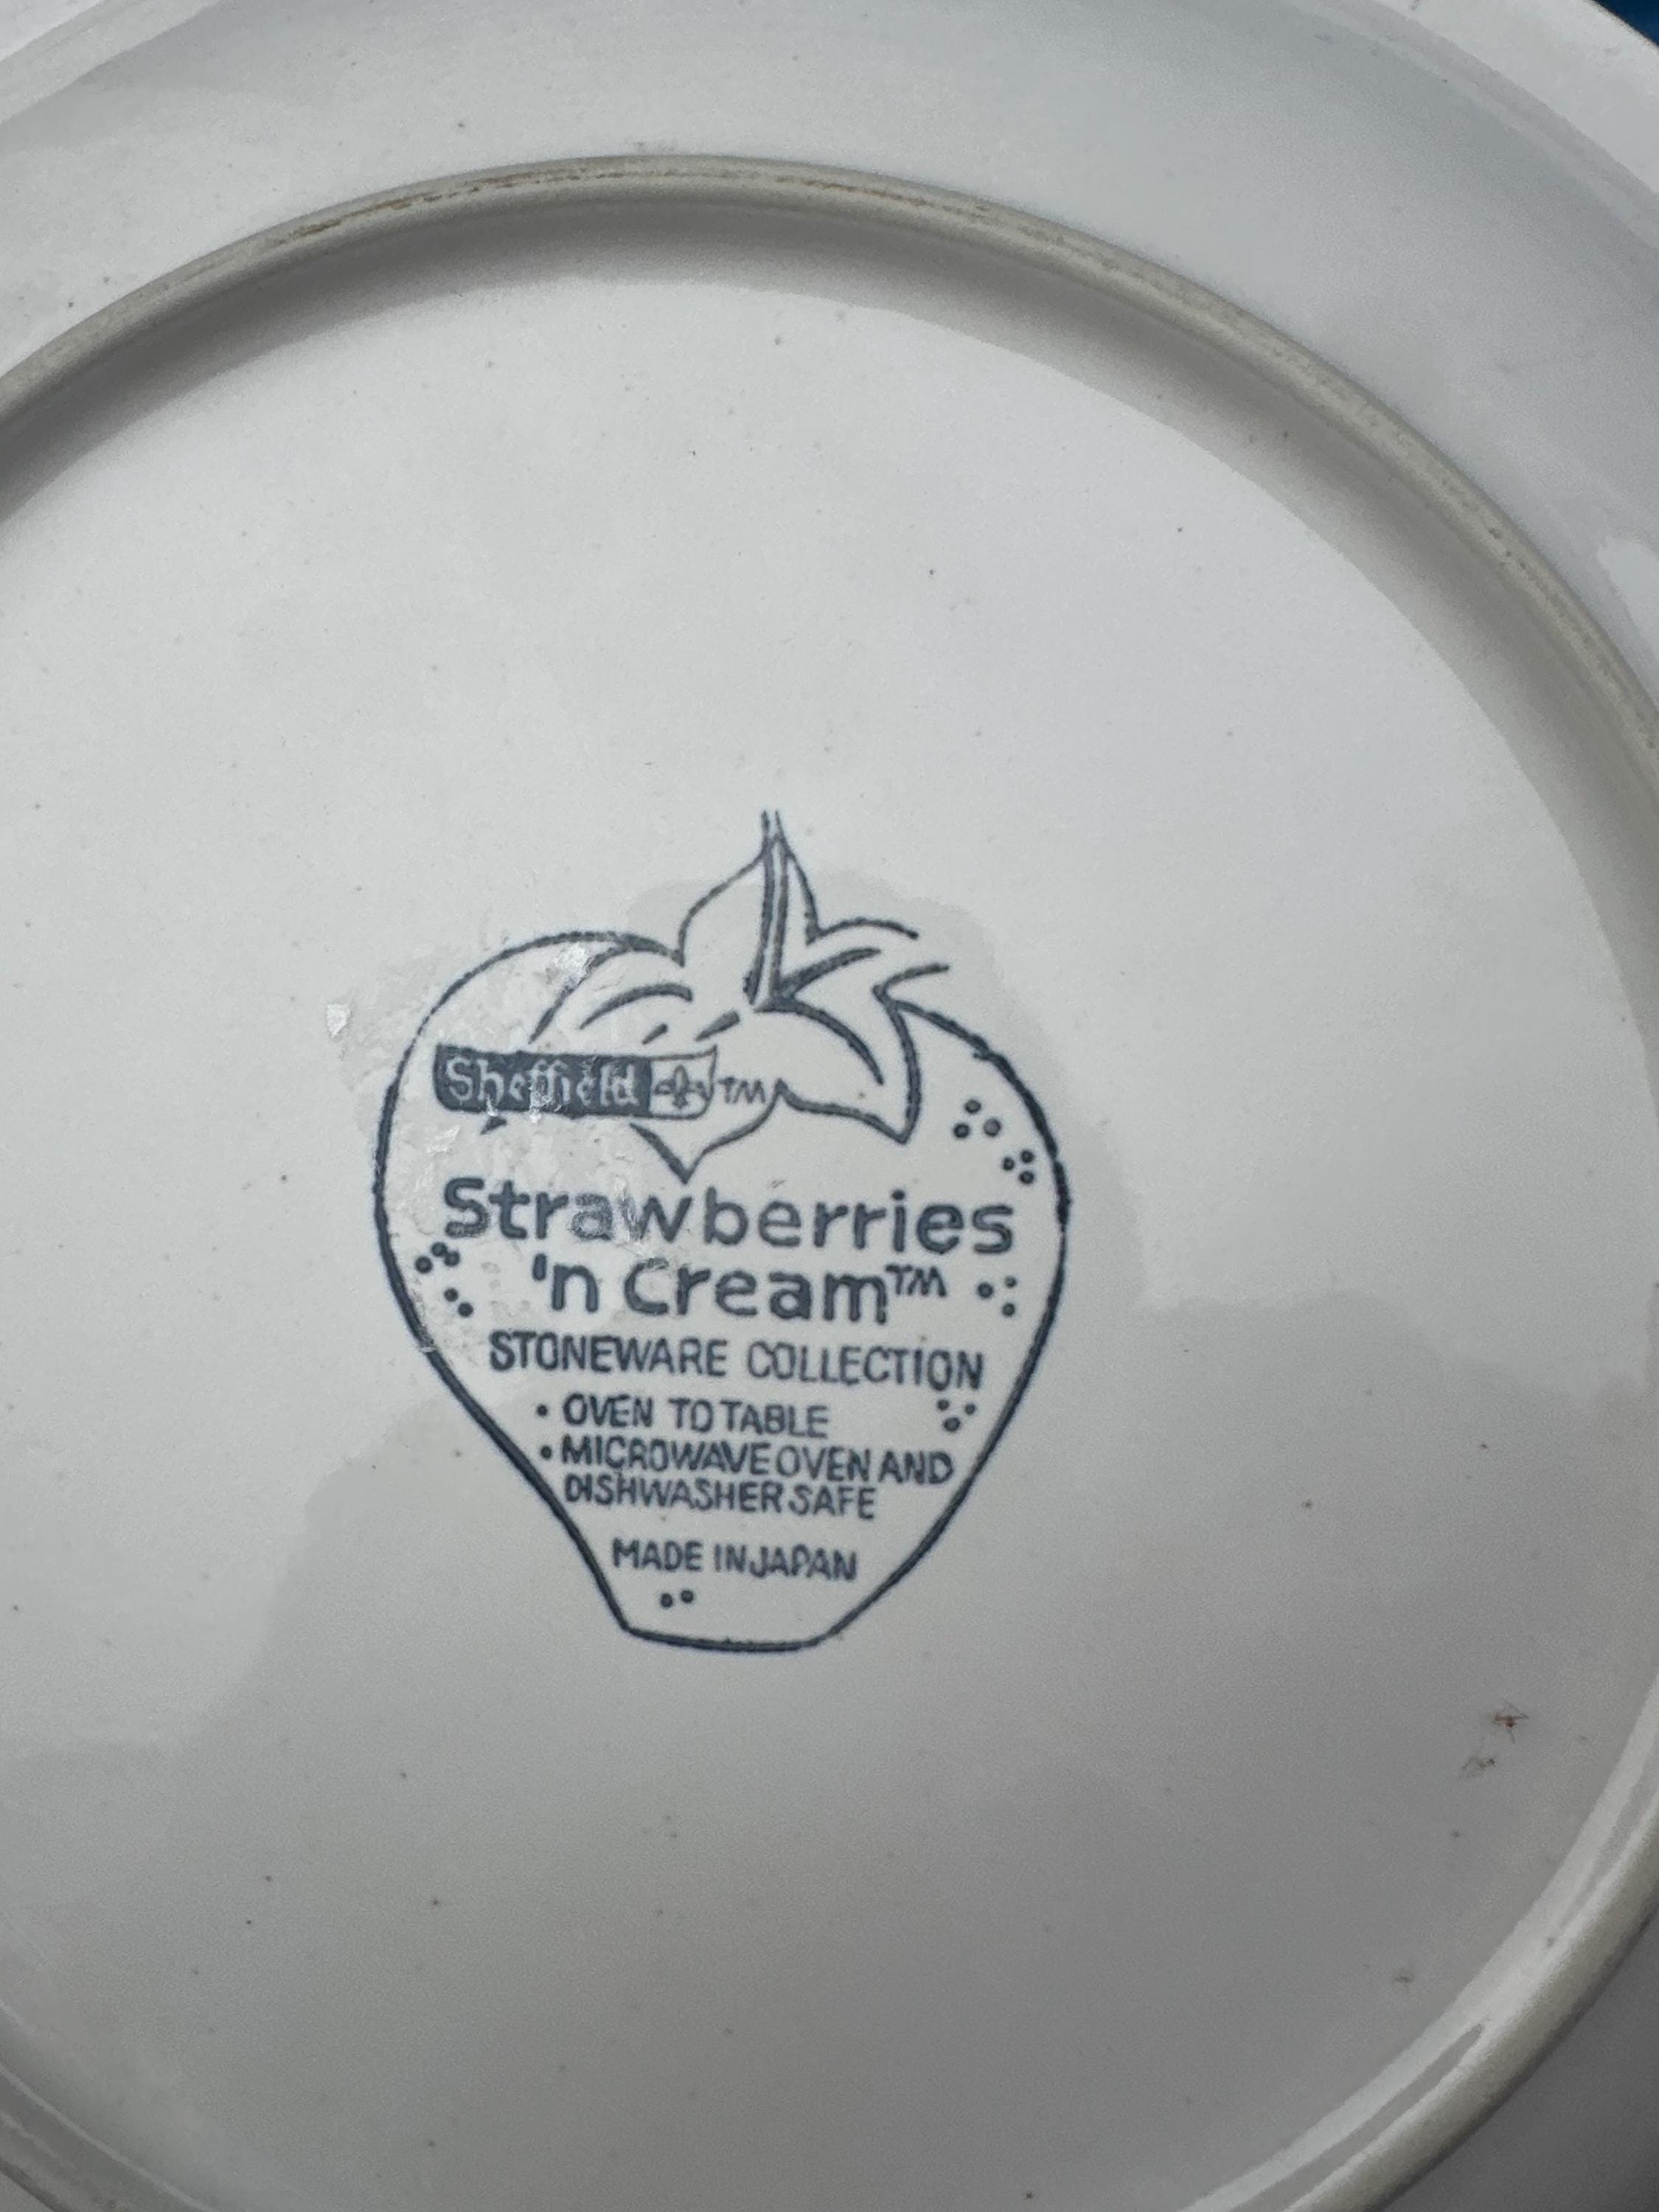 Sheffield ™
Strawberries
'n Cream™
STONEWARE COLLECTION
• OVEN TO TABLE
• MICROWAVE OVEN AND
DISHWASHER SAFE
MADE IN JAPAN